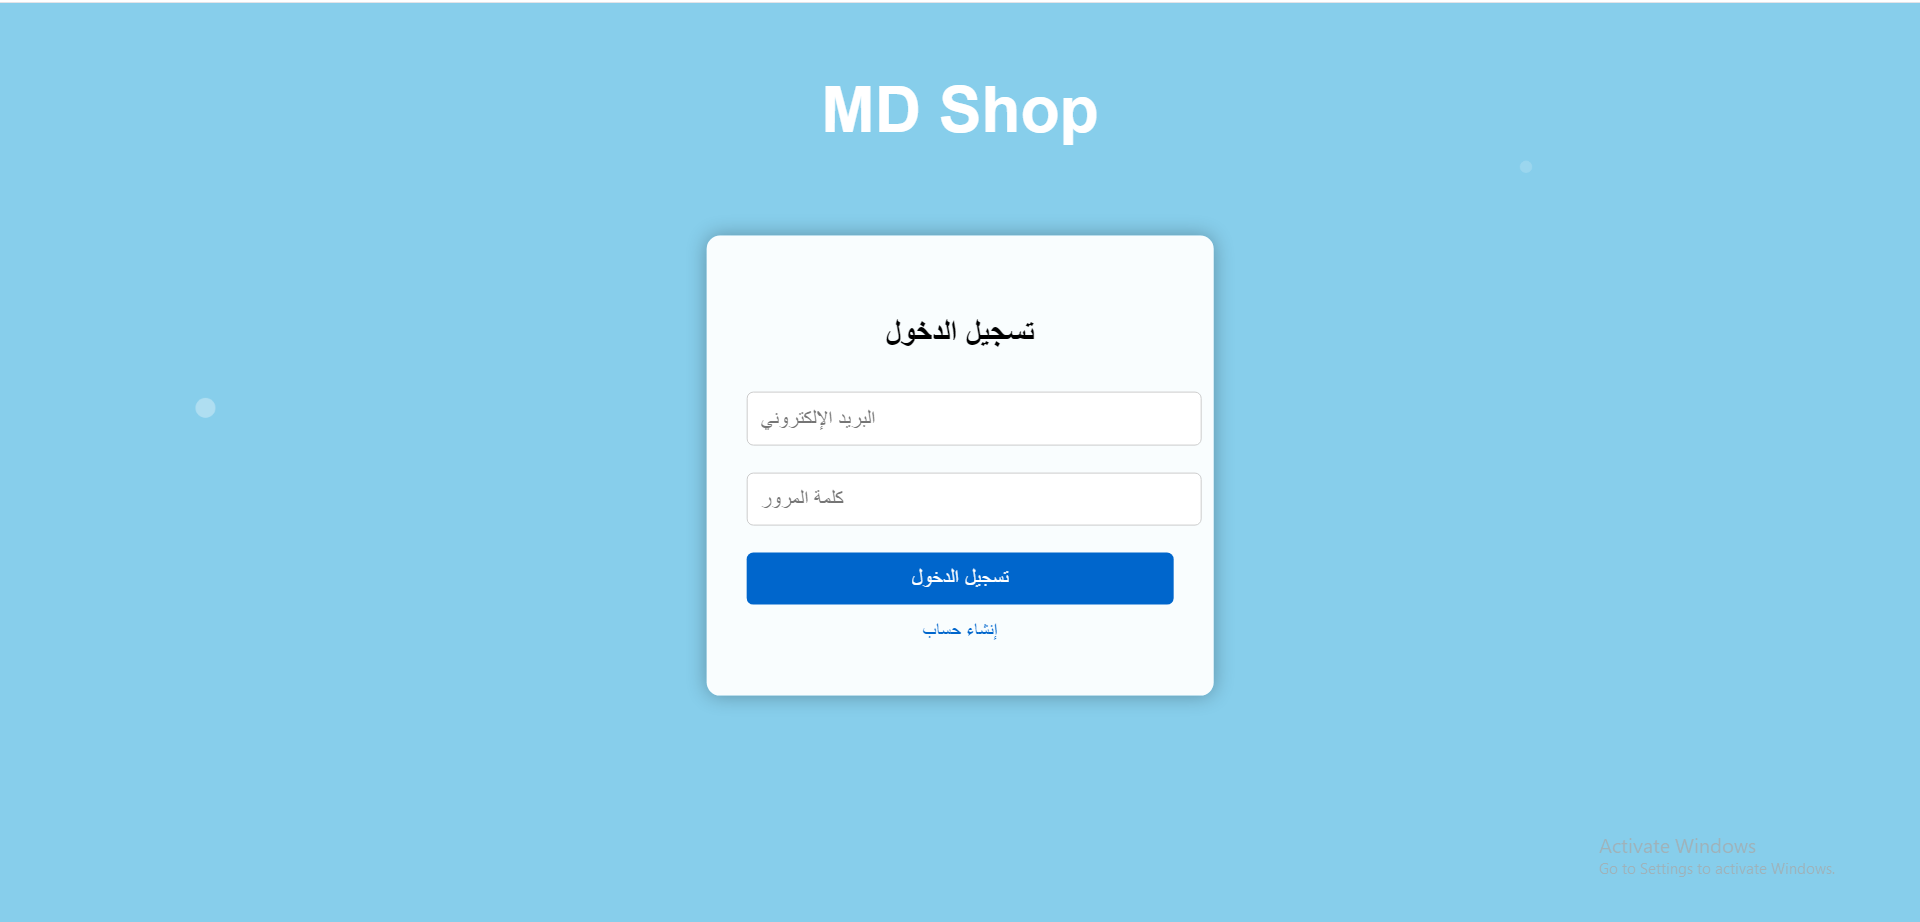 MD Shop
تسجيل الدخول
البريد الإلكتروني
كلمة المرور
تسجيل الدخول
إنشاء حساب
Activate Windows
Go to Settings to activate Windows.